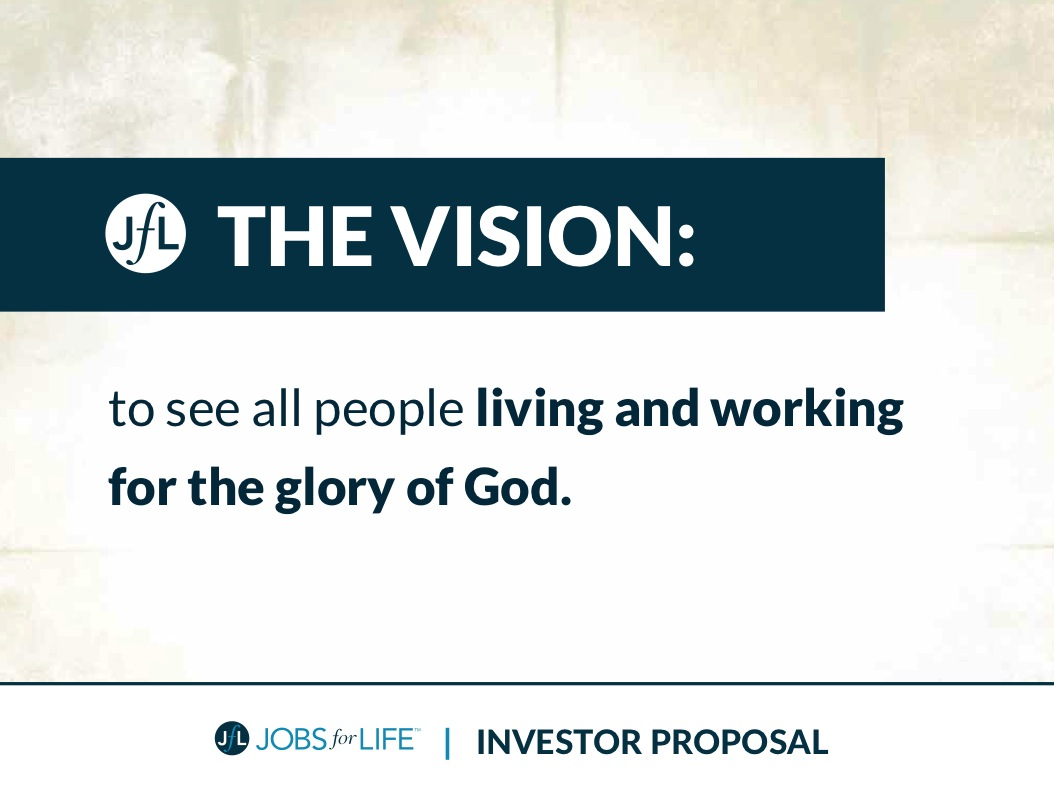 JfL THE VISION:
to see all people living and working
for the glory of God.
JfL JOBS for LIFE™ | INVESTOR PROPOSAL